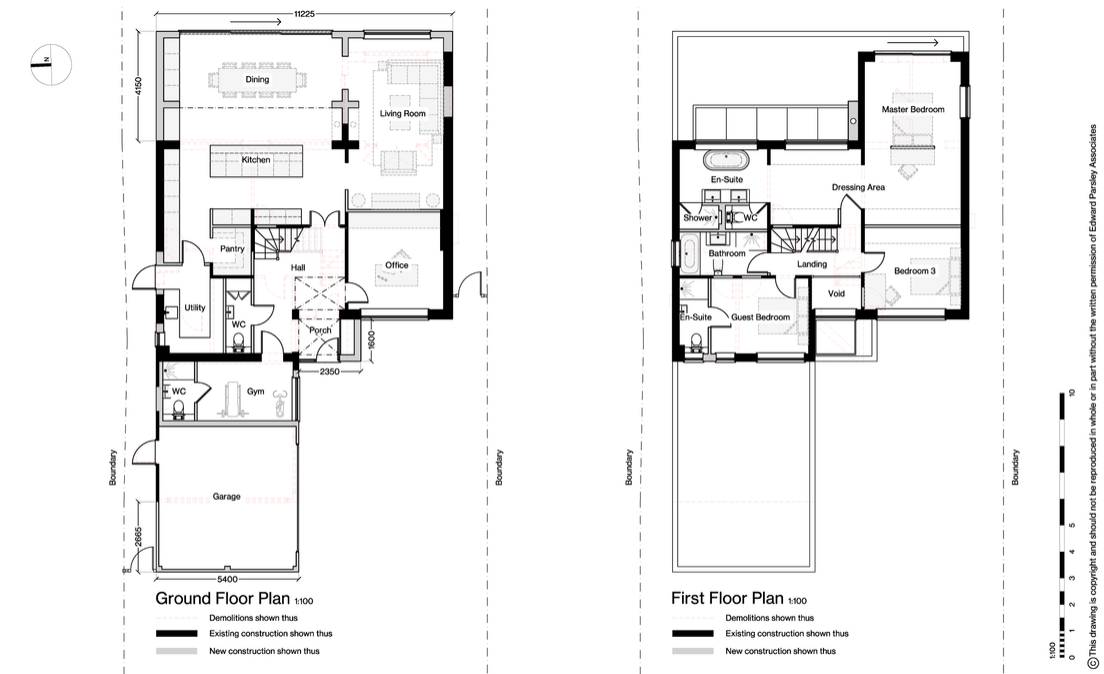 11225
N
4150
Dining
Living Room
Kitchen
Pantry
Hall
Office
Utility
WC
Porch
1600
2350
WC
Gym
Boundary
Boundary
Garage
2665
5400
Ground Floor Plan 1:100
Demolitions shown thus
Existing construction shown thus
New construction shown thus
Master Bedroom
En-Suite
Dressing Area
Shower
WC
Bathroom
Landing
Bedroom 3
Void
En-Suite
Guest Bedroom
Boundary
Boundary
First Floor Plan 1:100
Demolitions shown thus
Existing construction shown thus
New construction shown thus
1:100
0 1 2 3 4 5 10
©This drawing is copyright and should not be reproduced in whole or in part without the written permission of Edward Parsley Associates